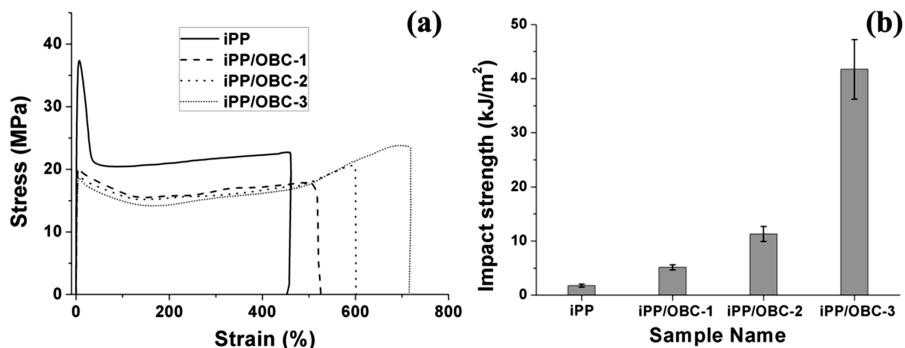 (a)
iPP
iPP/OBC-1
iPP/OBC-2
iPP/OBC-3
Stress (MPa)
40
30
20
10
0
0 200 400 600 800
Strain (%)
(b)
Impact strength (kJ/m²)
50
40
30
20
10
0
iPP iPP/OBC-1 iPP/OBC-2 iPP/OBC-3
Sample Name